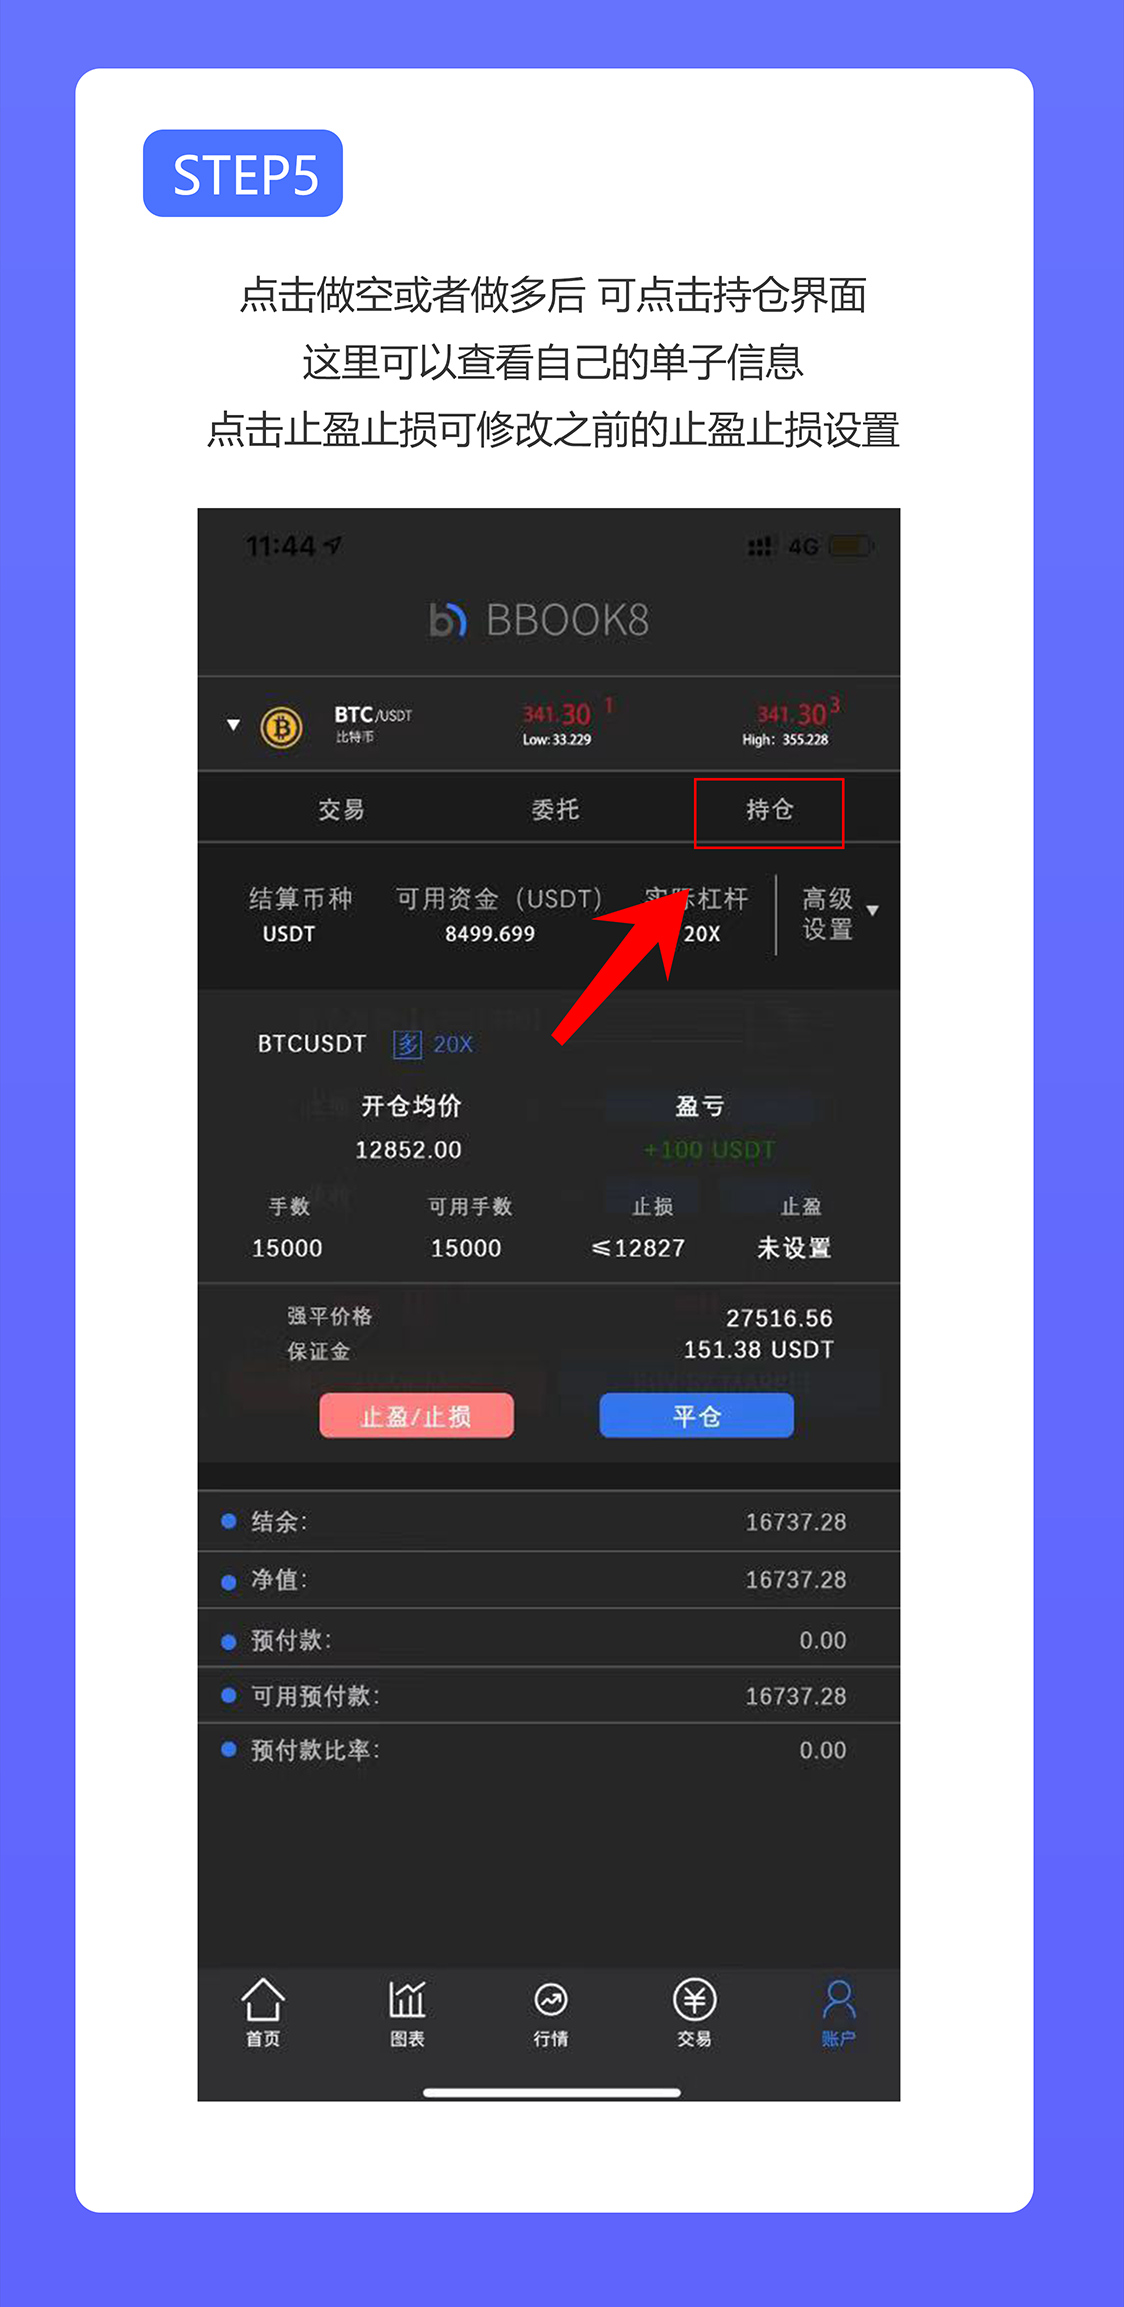 STEP5
点击做空或者做多后 可点击持仓界面
这里可以查看自己的单子信息
点击止盈止损可修改之前的止盈止损设置
11:44 4G
BBOOK8
BTC/USDT 341.30 1 341.30 3
比特币 Low: 33.229 High: 355.228
交易 委托 持仓
结算币种 可用资金（USDT） 实际杠杆 高级
USDT 8499.699 20X 设置
BTCUSDT 多 20X
开仓均价 盈亏
12852.00 +100 USDT
手数 可用手数 止损 止盈
15000 15000 ≤12827 未设置
强平价格 27516.56
保证金 151.38 USDT
止盈/止损 平仓
结余: 16737.28
净值: 16737.28
预付款: 0.00
可用预付款: 16737.28
预付款比率: 0.00
首页 图表 行情 交易 账户